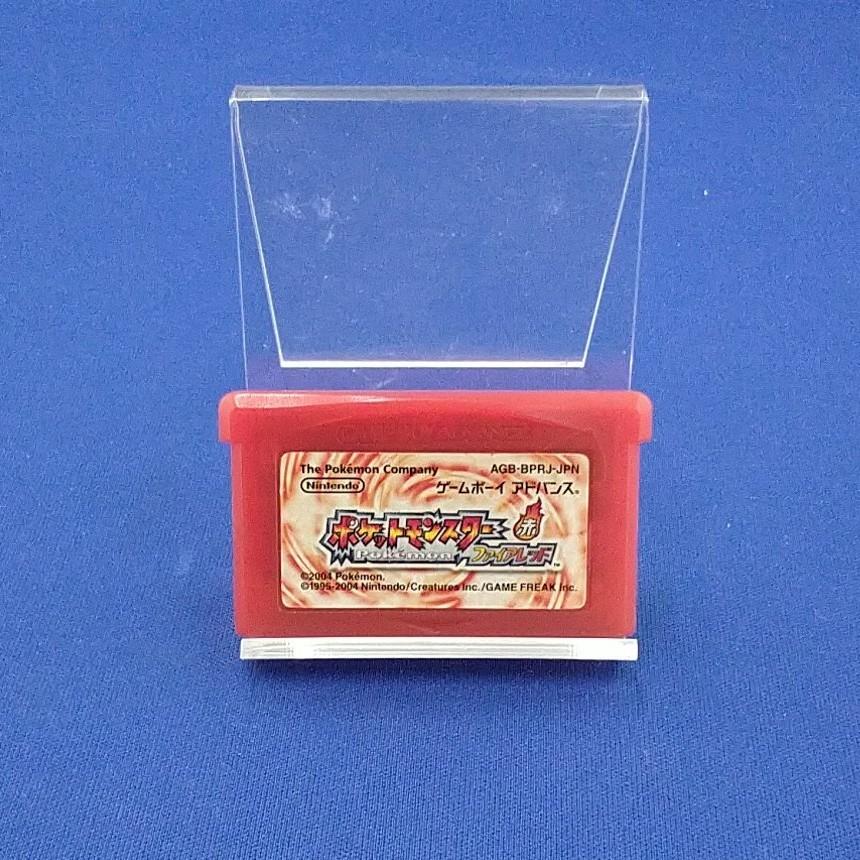 The Pokémon Company AGB-BPRJ-JPN
Nintendo ゲームボーイ アドバンス®
ポケットモンスター 赤
Pokémon ファイアレッド™
©2004 Pokémon.
©1995-2004 Nintendo/Creatures Inc./GAME FREAK Inc.